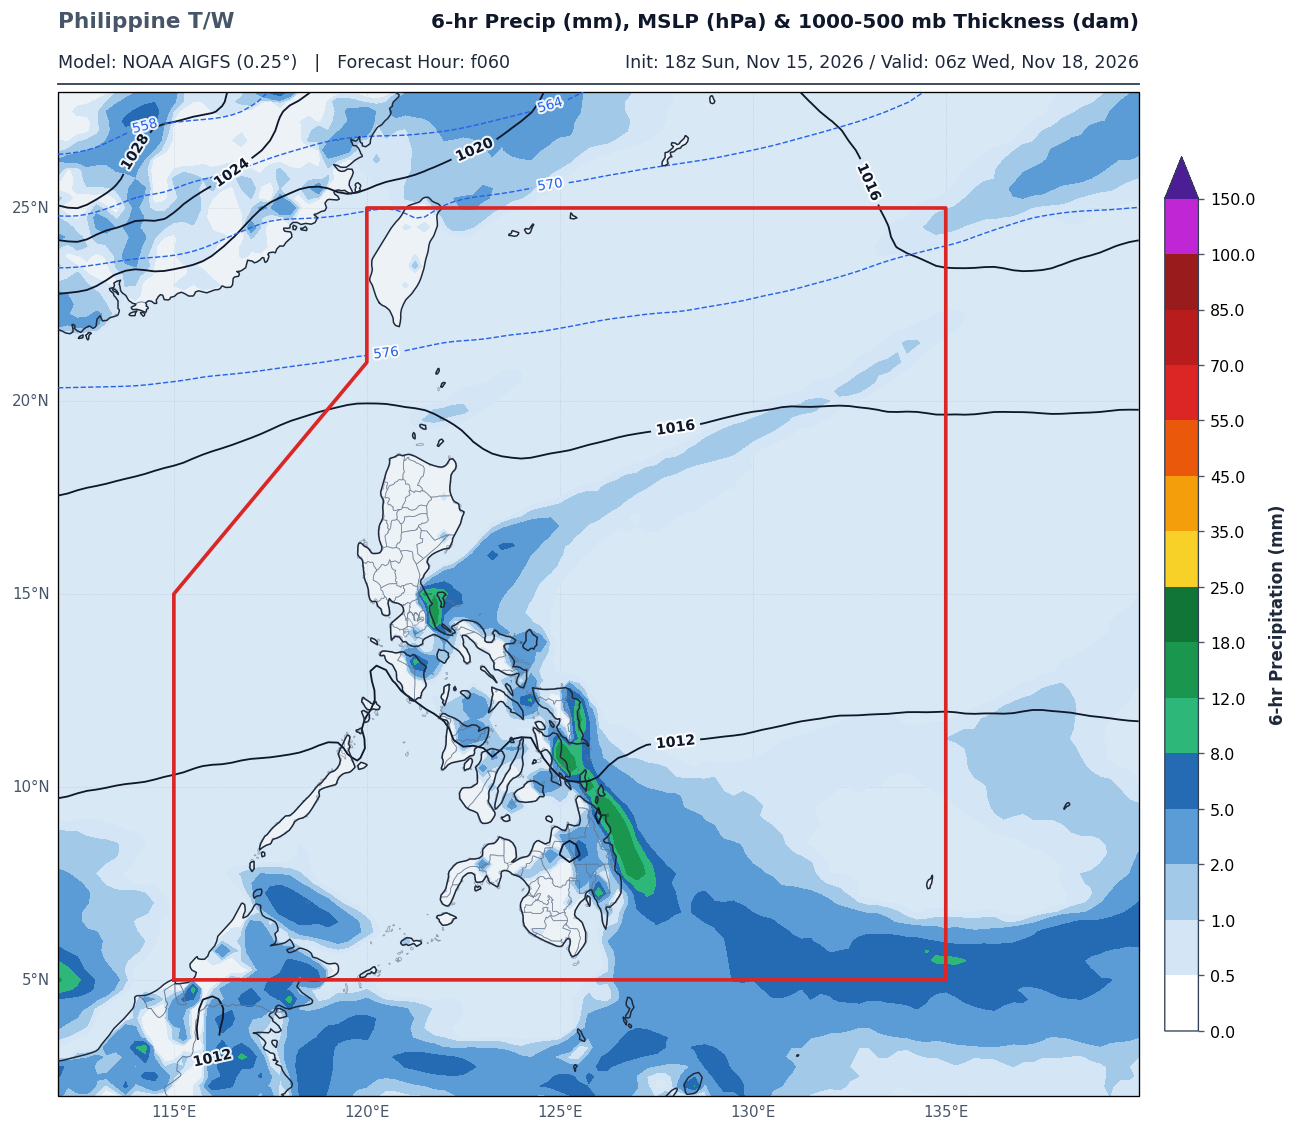 Philippine T/W
6-hr Precip (mm), MSLP (hPa) & 1000-500 mb Thickness (dam)
Model: NOAA AIGFS (0.25°) | Forecast Hour: f060
Init: 18z Sun, Nov 15, 2026 / Valid: 06z Wed, Nov 18, 2026
564
558
1028
1020
1024
570
1016
576
1016
1012
1012
25°N
20°N
15°N
10°N
5°N
115°E
120°E
125°E
130°E
135°E
150.0
100.0
85.0
70.0
55.0
45.0
35.0
25.0
18.0
12.0
8.0
5.0
2.0
1.0
0.5
0.0
6-hr Precipitation (mm)